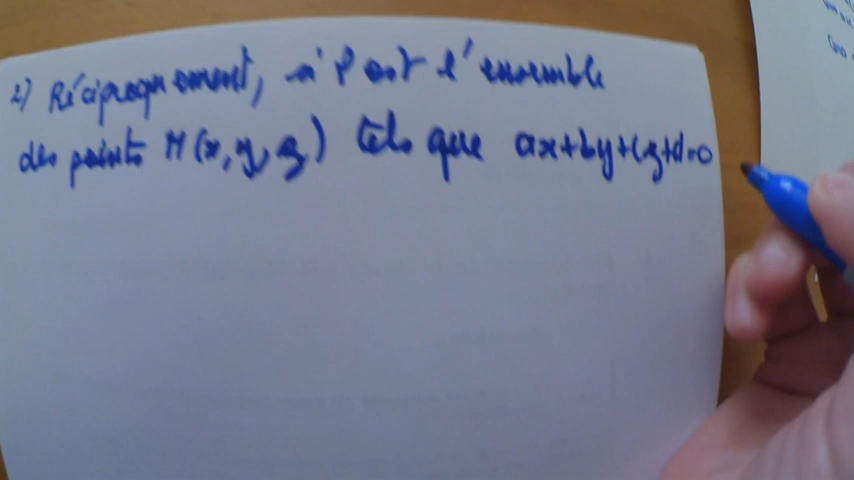 2) Réciproquement, si P est l'ensemble
des points M(x, y, z) tels que ax+by+cz+d=0